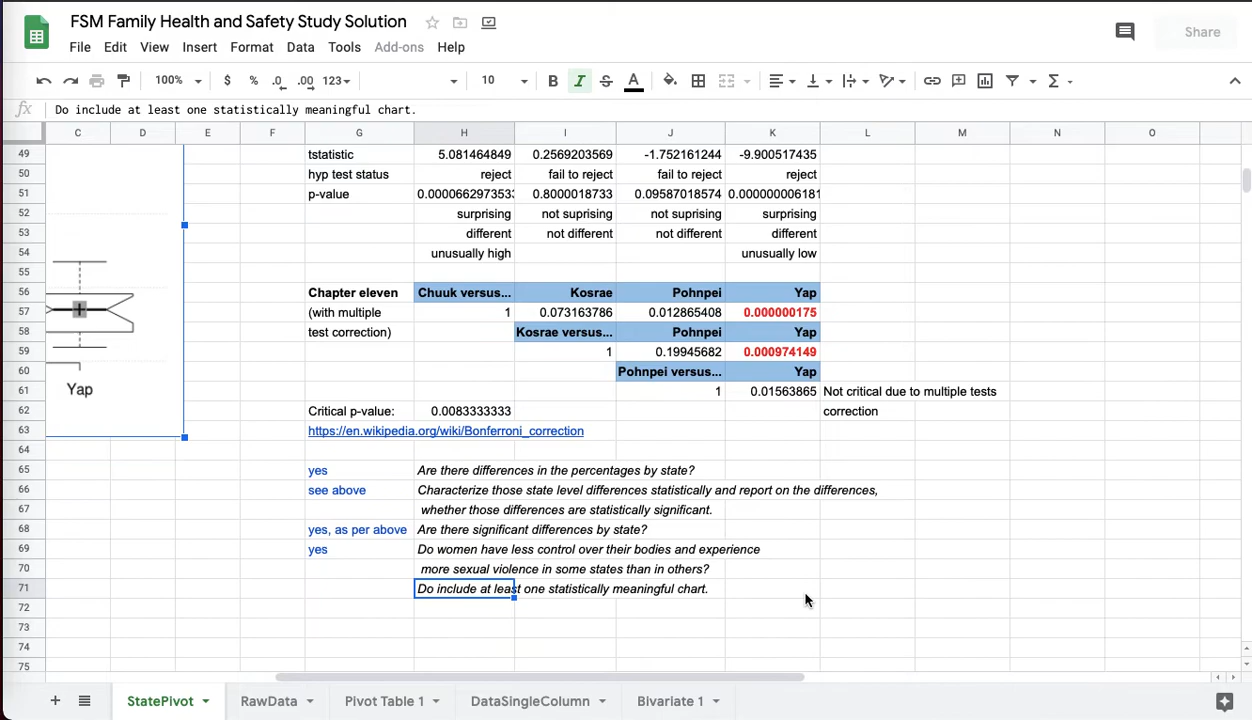 FSM Family Health and Safety Study Solution
File Edit View Insert Format Data Tools Add-ons Help
Share
100% $ % .0 .00 123 10 B I S A Σ
fx Do include at least one statistically meaningful chart.
C D E F G H I J K L M N O
49 tstatistic 5.081464849 0.2569203569 -1.752161244 -9.900517435
50 hyp test status reject fail to reject fail to reject reject
51 p-value 0.0000662973533 0.8000018733 0.09587018574 0.000000006181
52 surprising not suprising not suprising surprising
53 different not different not different different
54 unusually high unusually low
55
56 Chapter eleven Chuuk versus... Kosrae Pohnpei Yap
57 (with multiple 1 0.073163786 0.012865408 0.000000175
58 test correction) Kosrae versus... Pohnpei Yap
59 1 0.19945682 0.000974149
60 Pohnpei versus... Yap
61 1 0.01563865 Not critical due to multiple tests
62 Critical p-value: 0.0083333333 correction
63 https://en.wikipedia.org/wiki/Bonferroni_correction
64
65 yes Are there differences in the percentages by state?
66 see above Characterize those state level differences statistically and report on the differences,
67 whether those differences are statistically significant.
68 yes, as per above Are there significant differences by state?
69 yes Do women have less control over their bodies and experience
70 more sexual violence in some states than in others?
71 Do include at least one statistically meaningful chart.
72
73
74
75
Yap
+ StatePivot RawData Pivot Table 1 DataSingleColumn Bivariate 1